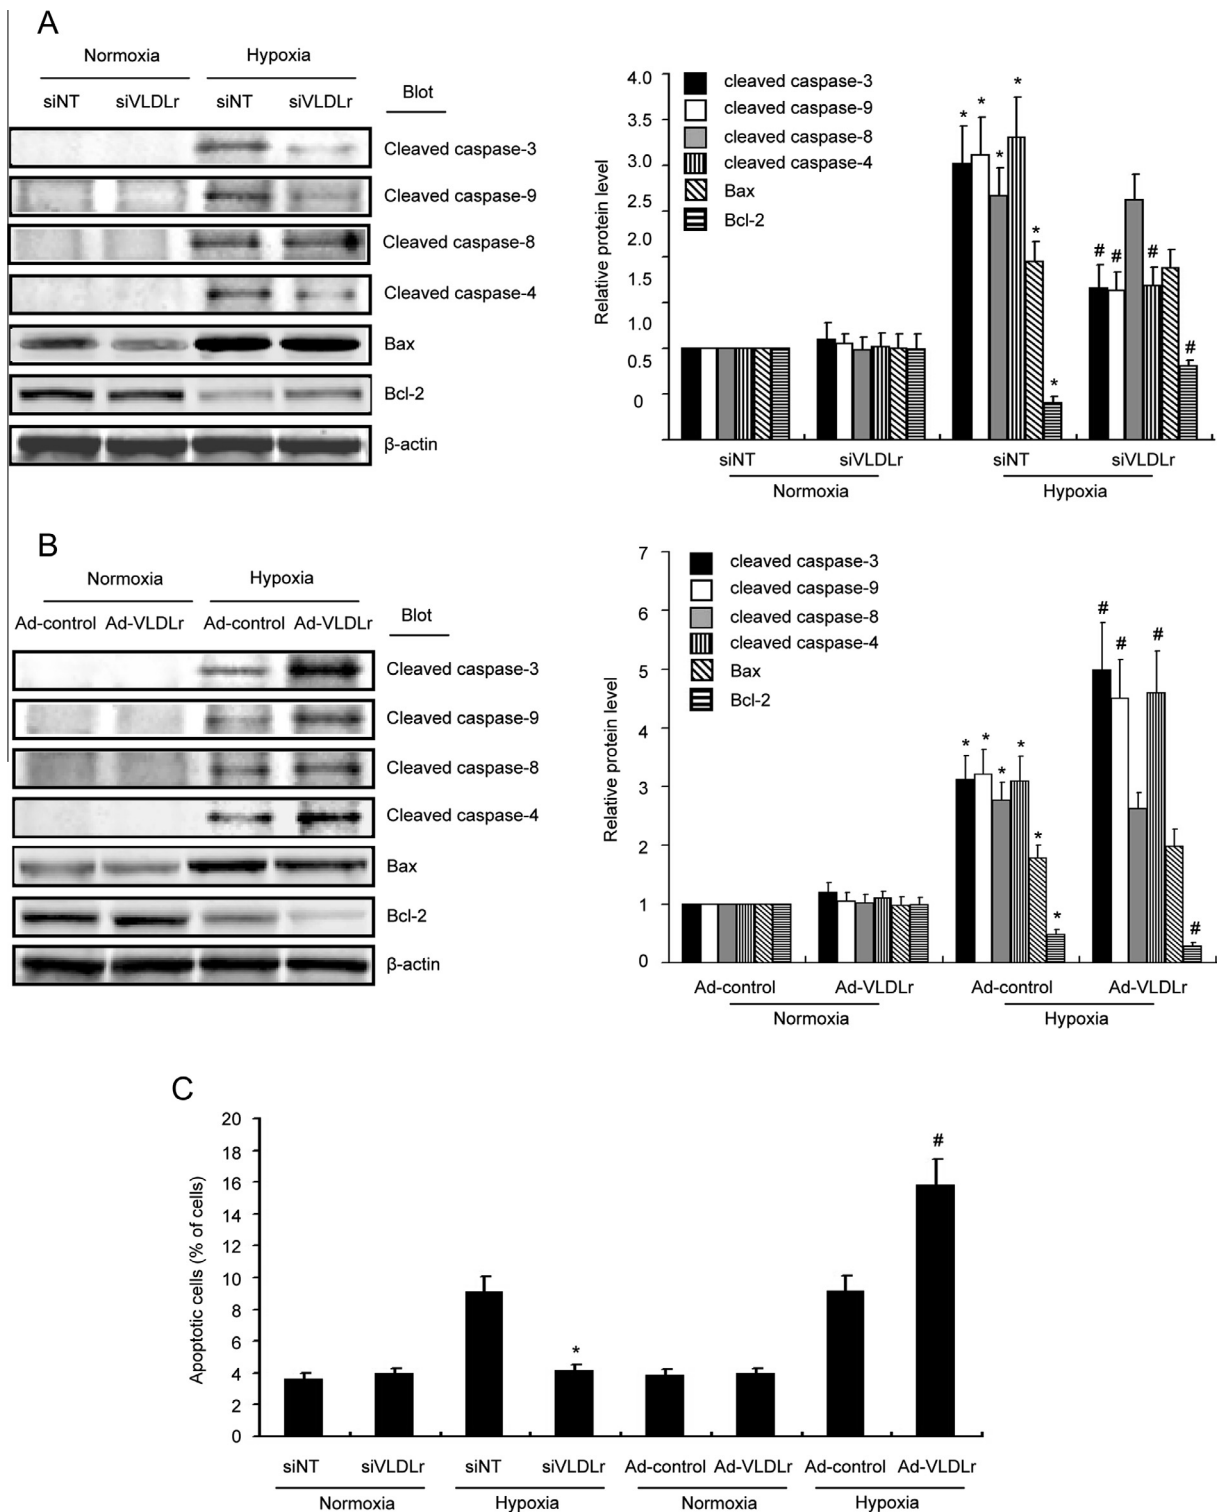 A
Normoxia Hypoxia
siNT siVLDLr siNT siVLDLr Blot
Cleaved caspase-3
Cleaved caspase-9
Cleaved caspase-8
Cleaved caspase-4
Bax
Bcl-2
β-actin
Relative protein level
4.0
3.5
3.0
2.5
2.0
1.5
1.0
0.5
0
cleaved caspase-3
cleaved caspase-9
cleaved caspase-8
cleaved caspase-4
Bax
Bcl-2
* * * * * *
# # # #
siNT siVLDLr siNT siVLDLr
Normoxia Hypoxia
B
Normoxia Hypoxia
Ad-control Ad-VLDLr Ad-control Ad-VLDLr Blot
Cleaved caspase-3
Cleaved caspase-9
Cleaved caspase-8
Cleaved caspase-4
Bax
Bcl-2
β-actin
Relative protein level
7
6
5
4
3
2
1
0
cleaved caspase-3
cleaved caspase-9
cleaved caspase-8
cleaved caspase-4
Bax
Bcl-2
* * * * * *
# # # #
Ad-control Ad-VLDLr Ad-control Ad-VLDLr
Normoxia Hypoxia
C
Apoptotic cells (% of cells)
20
18
16
14
12
10
8
6
4
2
0
*
#
siNT siVLDLr siNT siVLDLr Ad-control Ad-VLDLr Ad-control Ad-VLDLr
Normoxia Hypoxia Normoxia Hypoxia